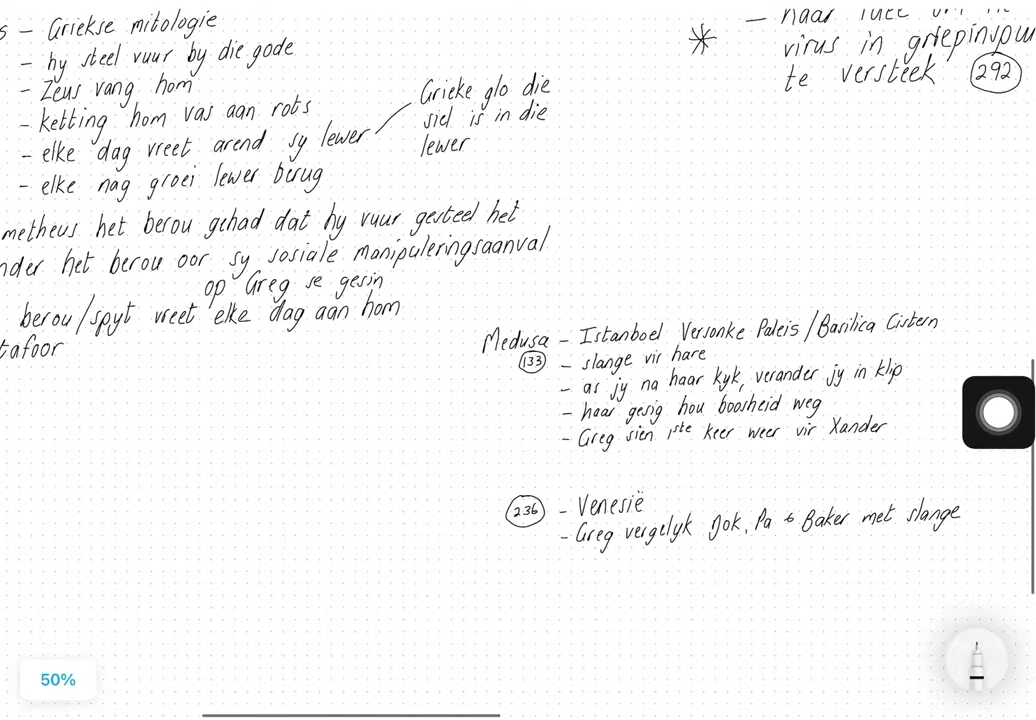 s – Griekse mitologie
– hy steel vuur by die gode
– Zeus vang hom
– ketting hom vas aan rots
– elke dag vreet arend sy lewer
– elke nag groei lewer berug
Grieke glo die
siel is in die
lewer
metheus het berou gehad dat hy vuur gesteel het
nder het berou oor sy sosiale manipuleringsaanval
op Greg se gesin
berou/spyt vreet elke dag aan hom
tafoor
* – haar
virus in griepinspu
te versteek 292
Medusa – Istanboel Versonke Paleis/Basilica Cistern
133 – slange vir hare
– as jy na haar kyk, verander jy in klip
– haar gesig hou boosheid weg
– Greg sien 1ste keer weer vir Xander
236 – Venesië
– Greg vergelyk Dok, Pa & Baker met slange
50%